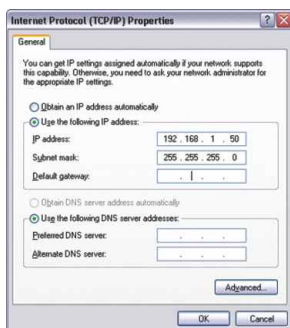 Internet Protocol (TCP/IP) Properties
General
You can get IP settings assigned automatically if your network supports
this capability. Otherwise, you need to ask your network administrator for
the appropriate IP settings.
Obtain an IP address automatically
Use the following IP address:
IP address: 192 . 168 . 1 . 50
Subnet mask: 255 . 255 . 255 . 0
Default gateway: . . .
Obtain DNS server address automatically
Use the following DNS server addresses:
Preferred DNS server: . . .
Alternate DNS server: . . .
Advanced...
OK Cancel